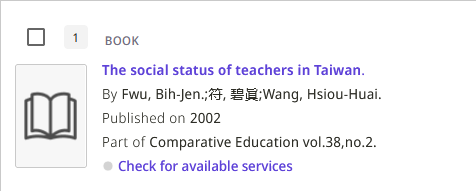 1 BOOK
The social status of teachers in Taiwan.
By Fwu, Bih-Jen.;符, 碧眞;Wang, Hsiou-Huai.
Published on 2002
Part of Comparative Education vol.38,no.2.
Check for available services